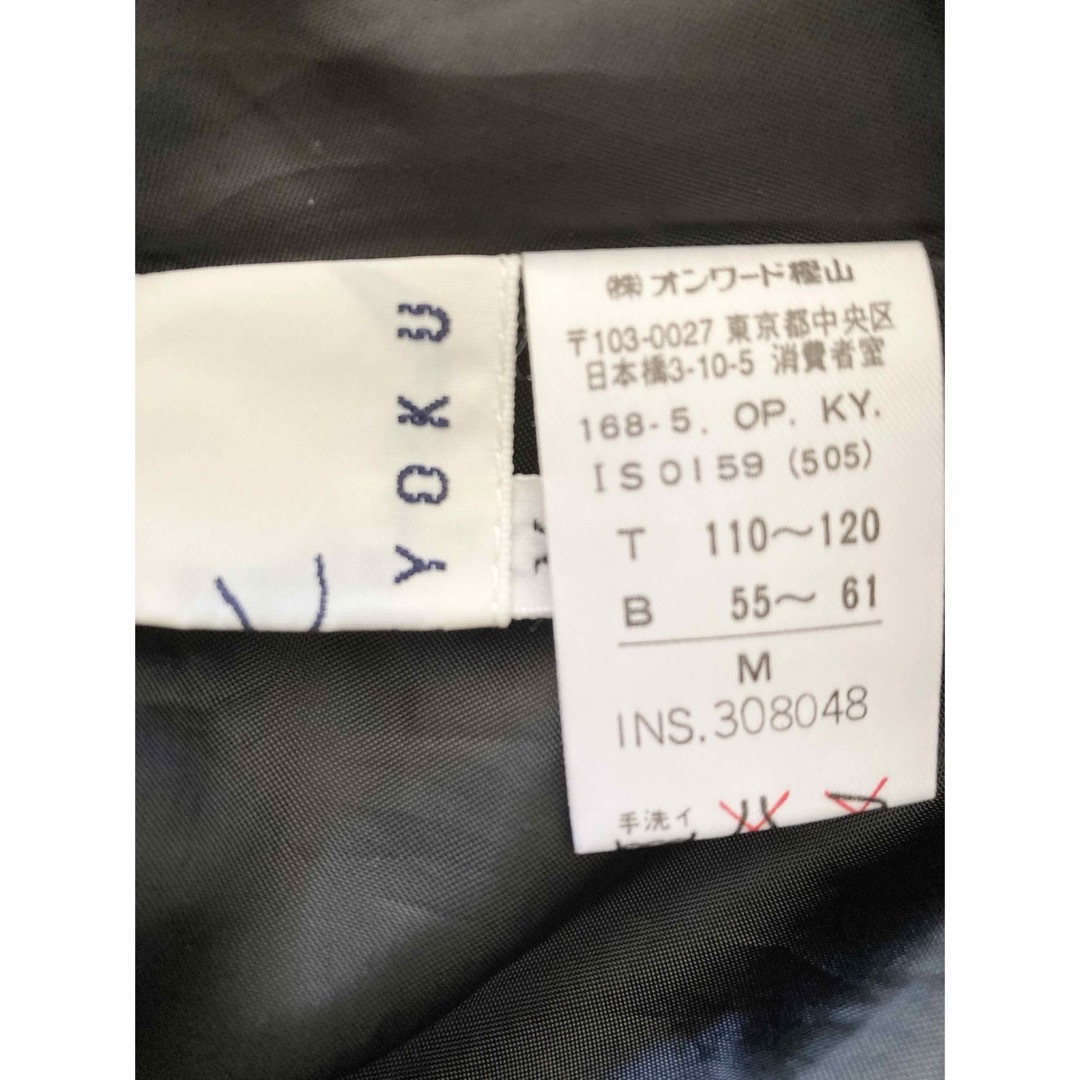 YOKU
㈱オンワード樫山
〒103-0027 東京都中央区
日本橋3-10-5 消費者室
168-5. OP. KY.
IS0159 (505)
T 110〜120
B 55〜 61
M
INS.308048
手洗イ